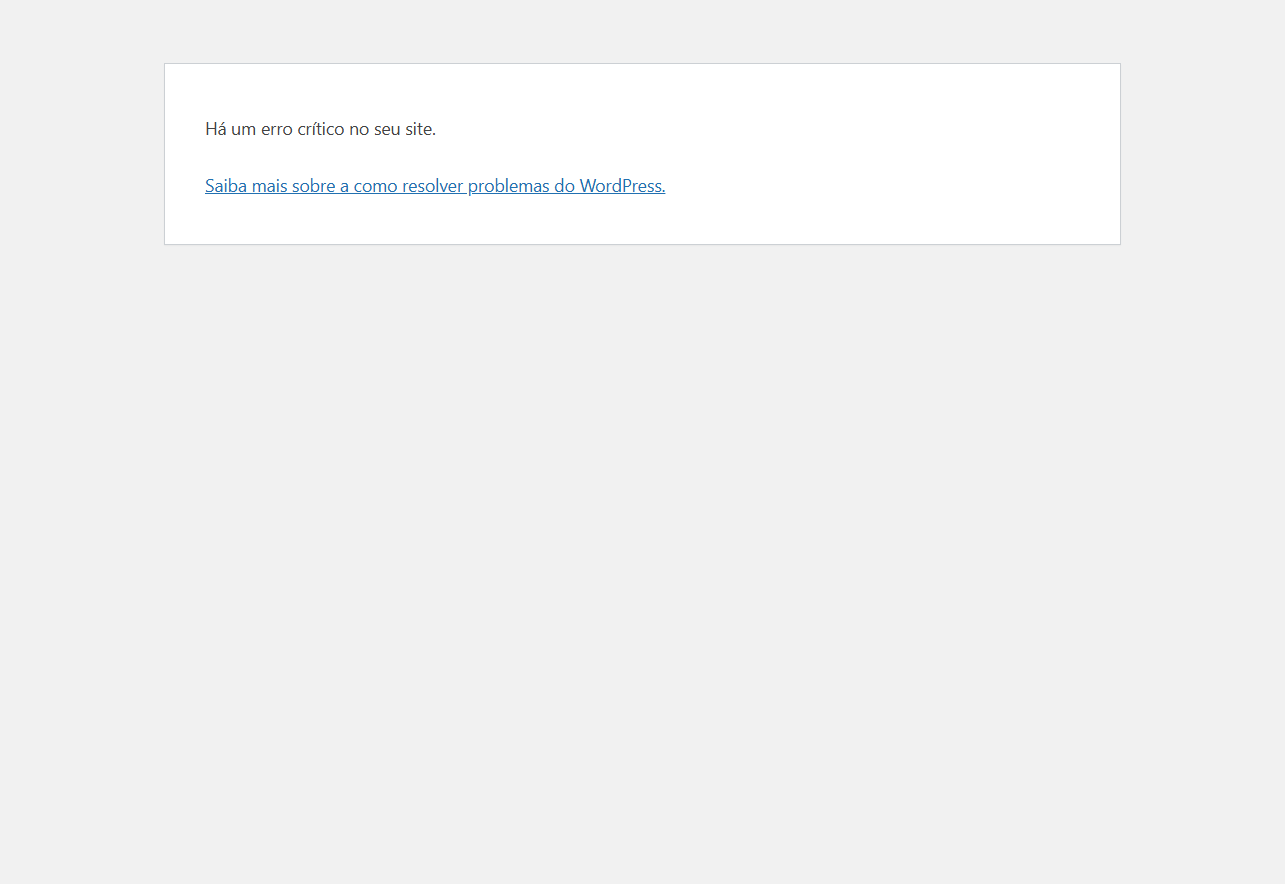 Há um erro crítico no seu site.
Saiba mais sobre a como resolver problemas do WordPress.